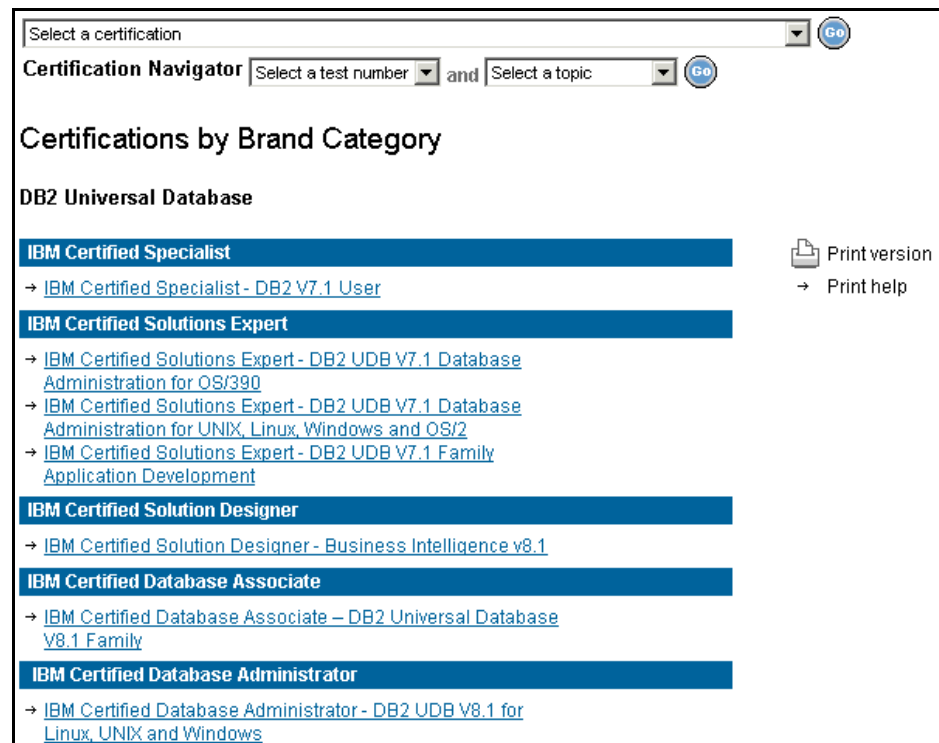 Select a certification Go
Certification Navigator Select a test number and Select a topic Go
Certifications by Brand Category
DB2 Universal Database
IBM Certified Specialist
Print version
→ IBM Certified Specialist - DB2 V7.1 User
→ Print help
IBM Certified Solutions Expert
→ IBM Certified Solutions Expert - DB2 UDB V7.1 Database
Administration for OS/390
→ IBM Certified Solutions Expert - DB2 UDB V7.1 Database
Administration for UNIX, Linux, Windows and OS/2
→ IBM Certified Solutions Expert - DB2 UDB V7.1 Family
Application Development
IBM Certified Solution Designer
→ IBM Certified Solution Designer - Business Intelligence v8.1
IBM Certified Database Associate
→ IBM Certified Database Associate – DB2 Universal Database
V8.1 Family
IBM Certified Database Administrator
→ IBM Certified Database Administrator - DB2 UDB V8.1 for
Linux, UNIX and Windows